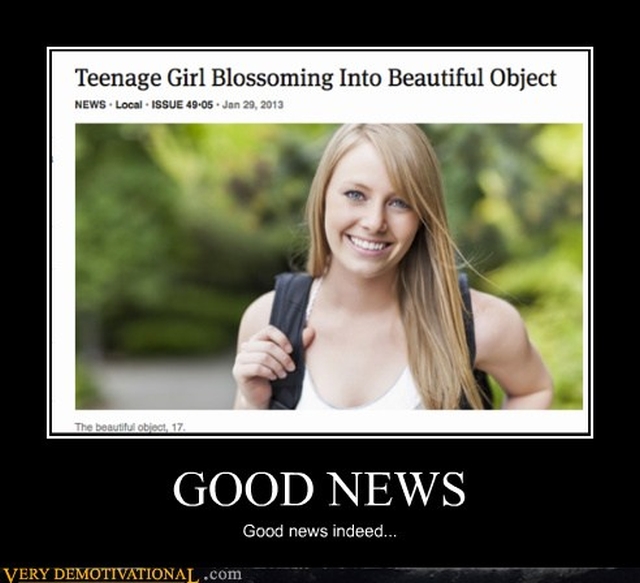 Teenage Girl Blossoming Into Beautiful Object
NEWS • Local • ISSUE 49•05 • Jan 29, 2013
The beautiful object, 17.
GOOD NEWS
Good news indeed...
VERY DEMOTIVATIONAL .com